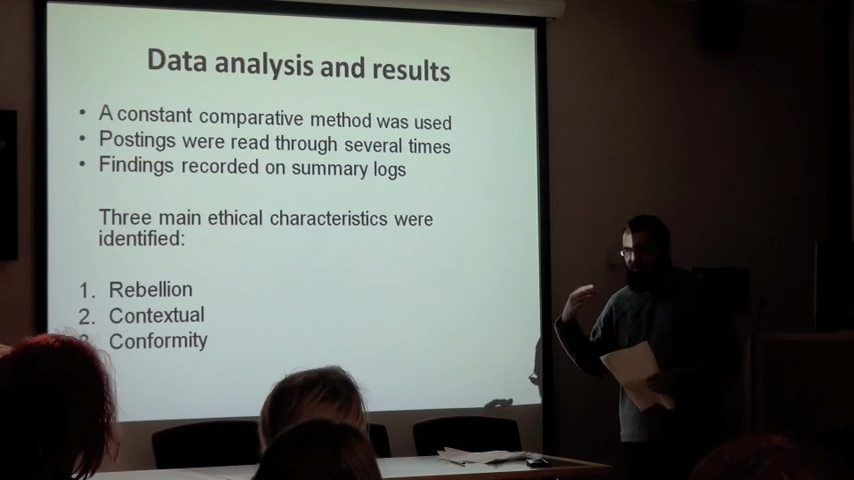 Data analysis and results
• A constant comparative method was used
• Postings were read through several times
• Findings recorded on summary logs
Three main ethical characteristics were
identified:
1. Rebellion
2. Contextual
3. Conformity